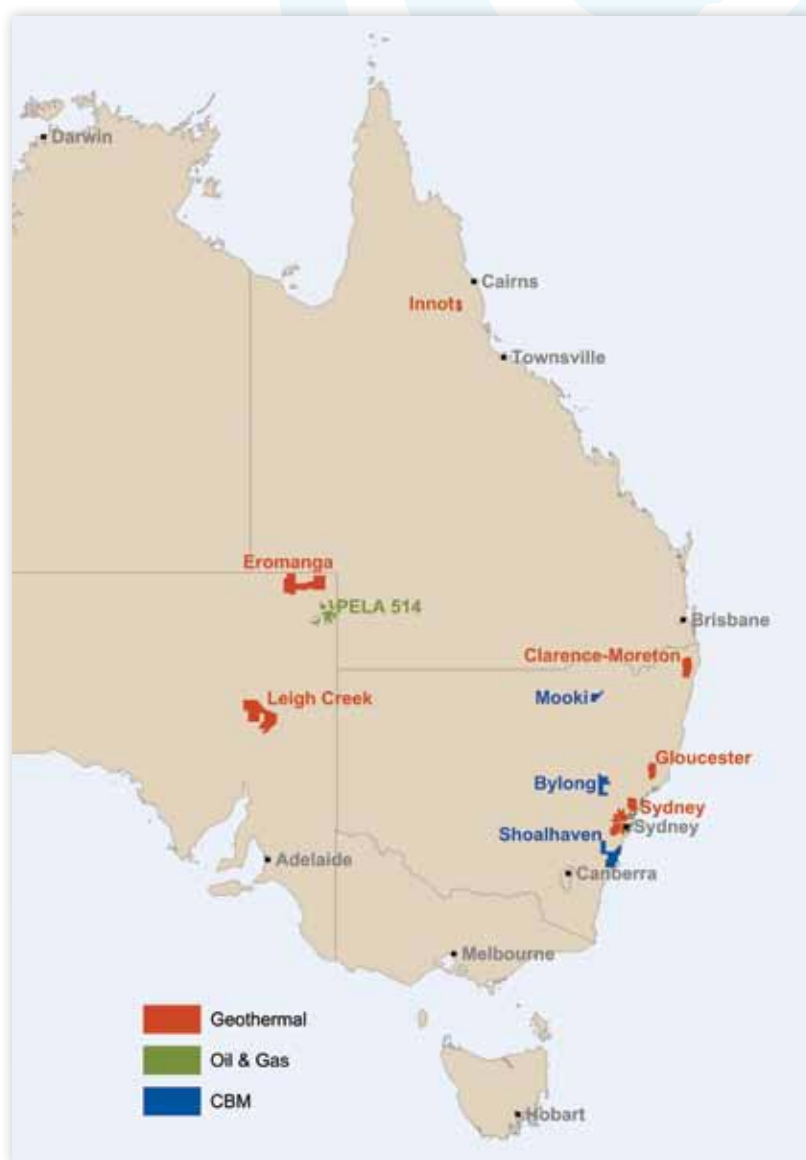 Darwin
Cairns
Innot
Townsville
Eromanga
PELA 514
Brisbane
Clarence-Moreton
Leigh Creek
Mooki
Gloucester
Bylong
Sydney
Sydney
Shoalhaven
Adelaide
Canberra
Melbourne
Geothermal
Oil & Gas
CBM
Hobart